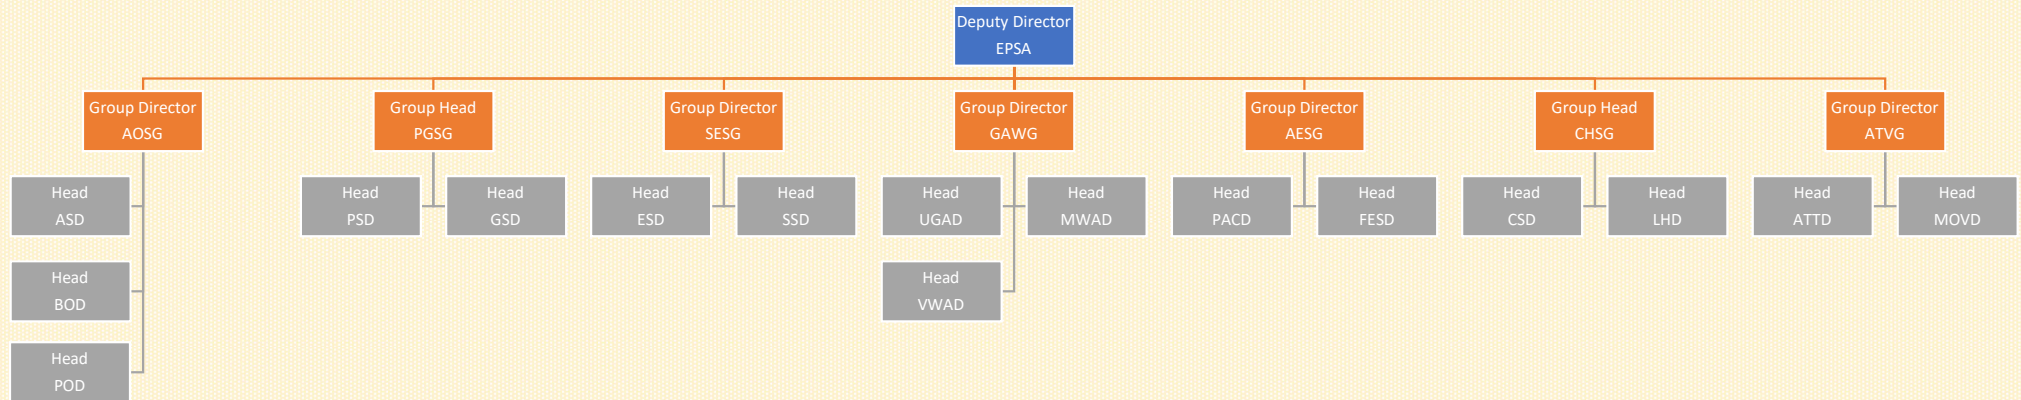 Deputy Director
EPSA
Group Director
AOSG
Group Head
PGSG
Group Director
SESG
Group Director
GAWG
Group Director
AESG
Group Head
CHSG
Group Director
ATVG
Head
ASD
Head
PSD
Head
GSD
Head
ESD
Head
SSD
Head
UGAD
Head
MWAD
Head
PACD
Head
FESD
Head
CSD
Head
LHD
Head
ATTD
Head
MOVD
Head
BOD
Head
VWAD
Head
POD